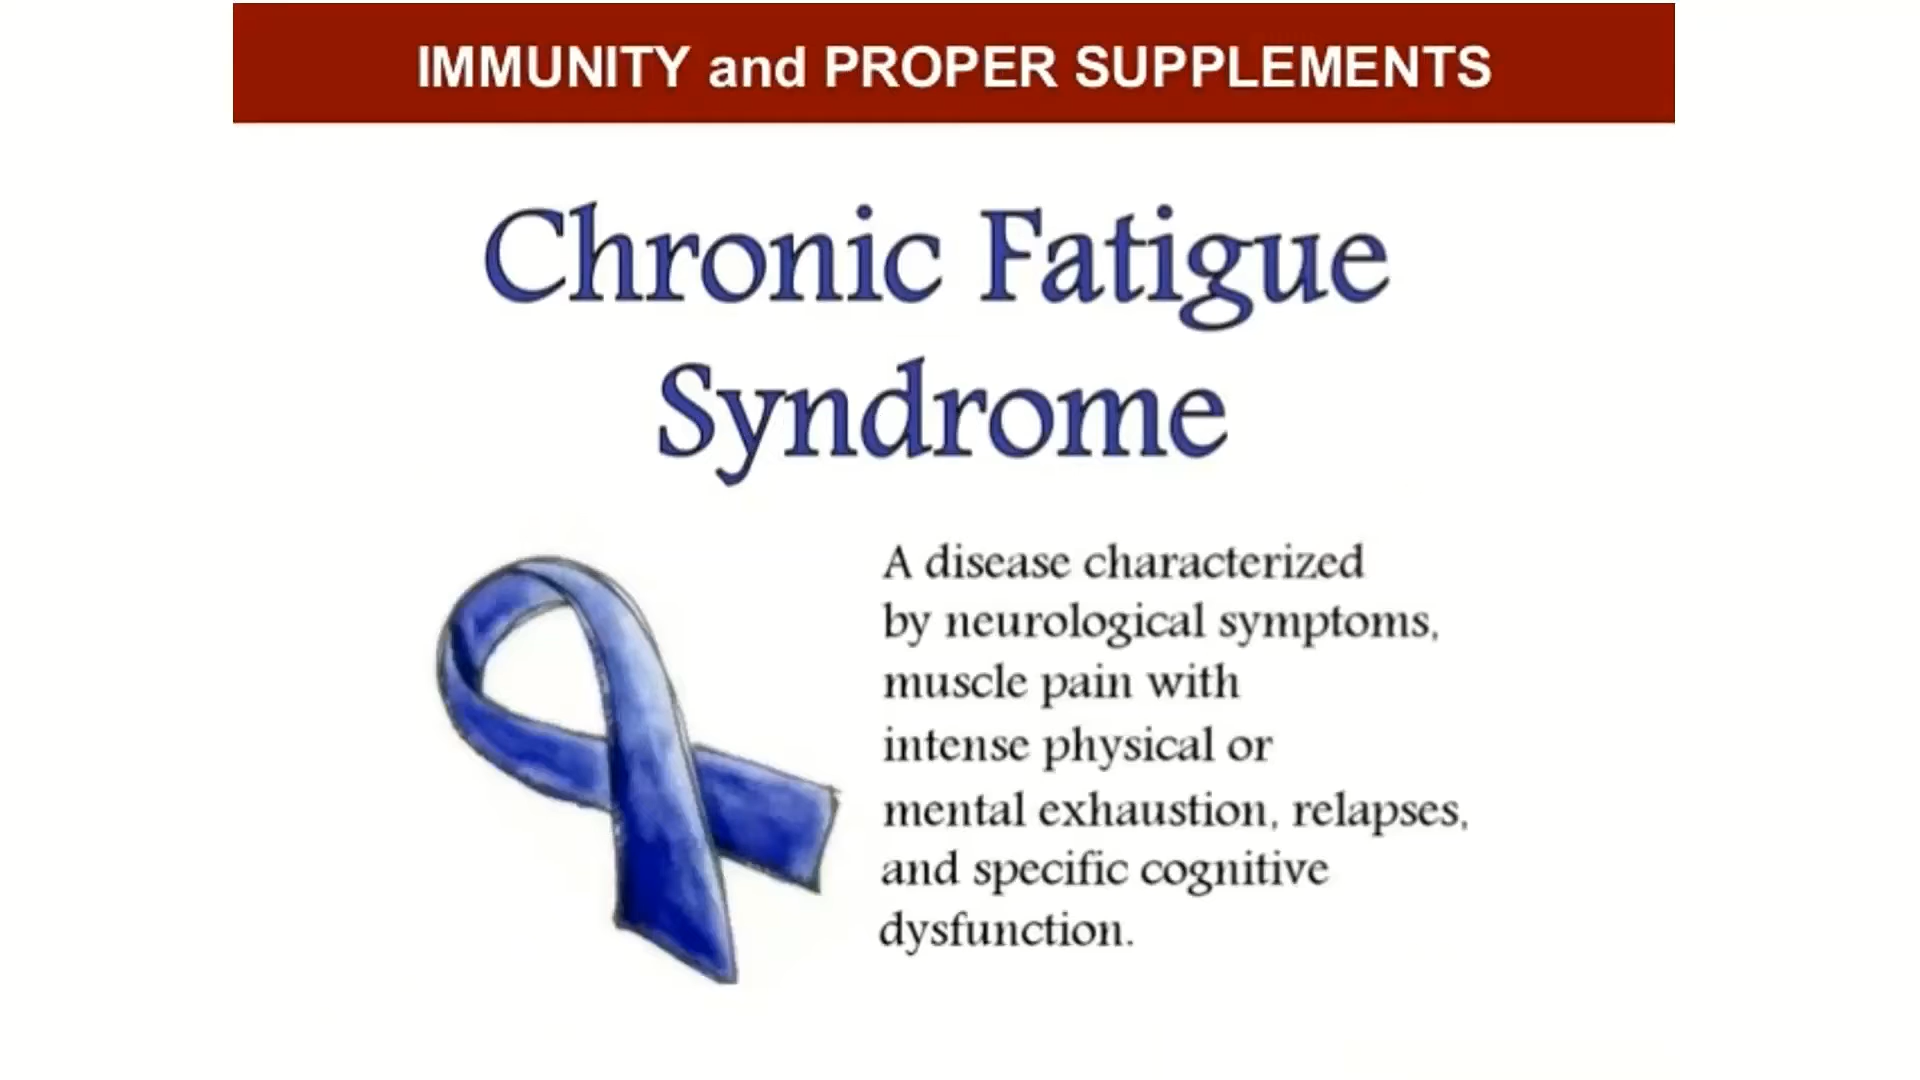 IMMUNITY and PROPER SUPPLEMENTS
Chronic Fatigue
Syndrome
A disease characterized
by neurological symptoms,
muscle pain with
intense physical or
mental exhaustion, relapses,
and specific cognitive
dysfunction.